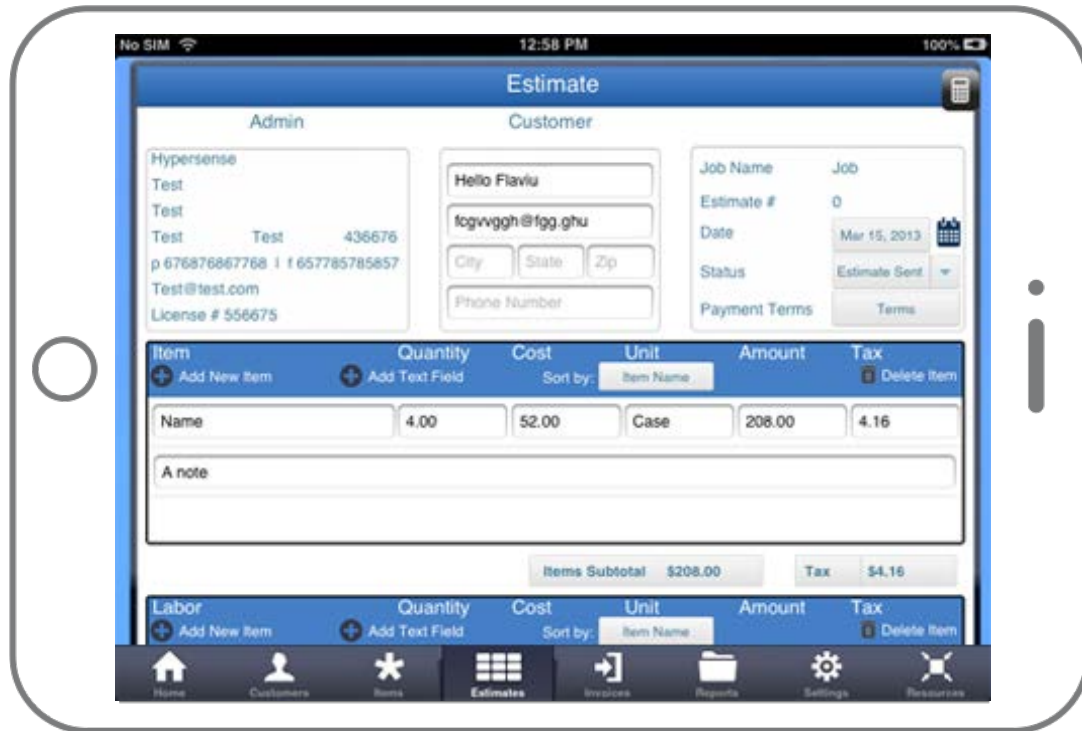 No SIM 12:58 PM 100%
Estimate
Admin Customer
Hypersense
Test
Test
Test Test 436676
p 676876867768 | f 657785785857
Test@test.com
License # 556675
Hello Flaviu
fcgvvggh@fgg.ghu
City State Zip
Phone Number
Job Name Job
Estimate # 0
Date Mar 15, 2013
Status Estimate Sent
Payment Terms Terms
Item Quantity Cost Unit Amount Tax
Add New Item Add Text Field Sort by: Item Name Delete Item
Name 4.00 52.00 Case 208.00 4.16
A note
Items Subtotal $208.00 Tax $4.16
Labor Quantity Cost Unit Amount Tax
Add New Item Add Text Field Sort by: Item Name Delete Item
Home Customers Items Estimates Invoices Reports Settings Resources